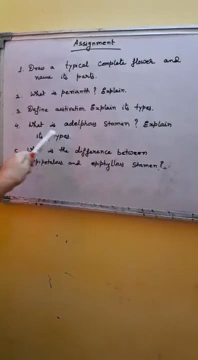 Assignment
1. Draw a typical complete flower and
name its parts.
2. What is perianth? Explain.
3. Define aestivation Explain its types.
4. What is adelphous stamen? Explain
its types.
is the difference between
and epiphyllous stamen?